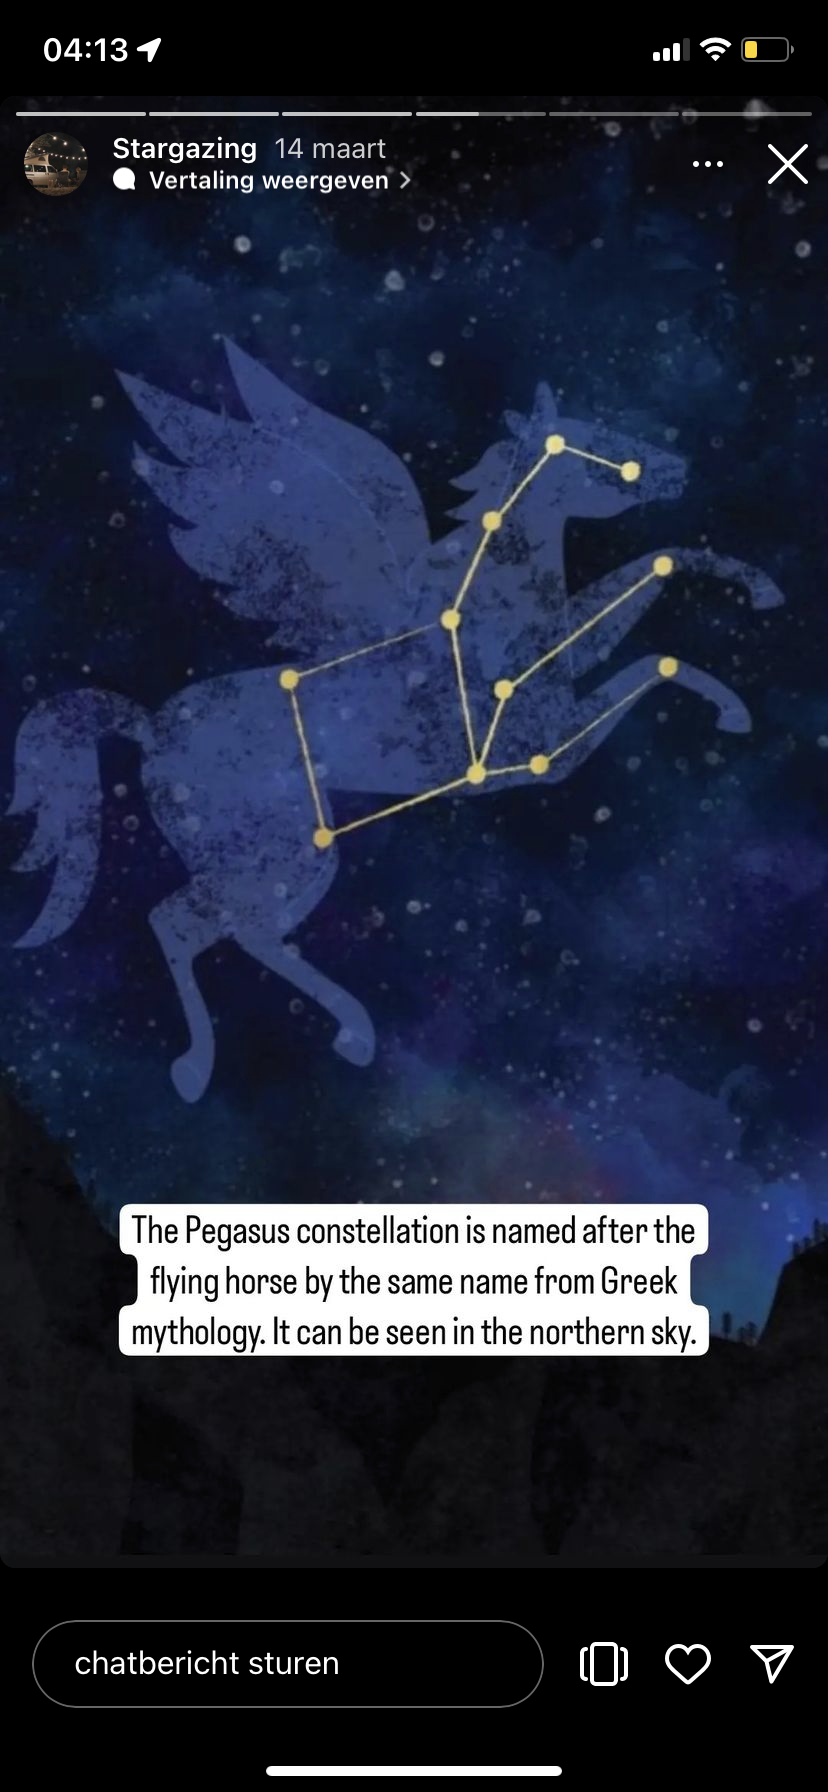 04:13
Stargazing 14 maart
Vertaling weergeven
The Pegasus constellation is named after the
flying horse by the same name from Greek
mythology. It can be seen in the northern sky.
chatbericht sturen